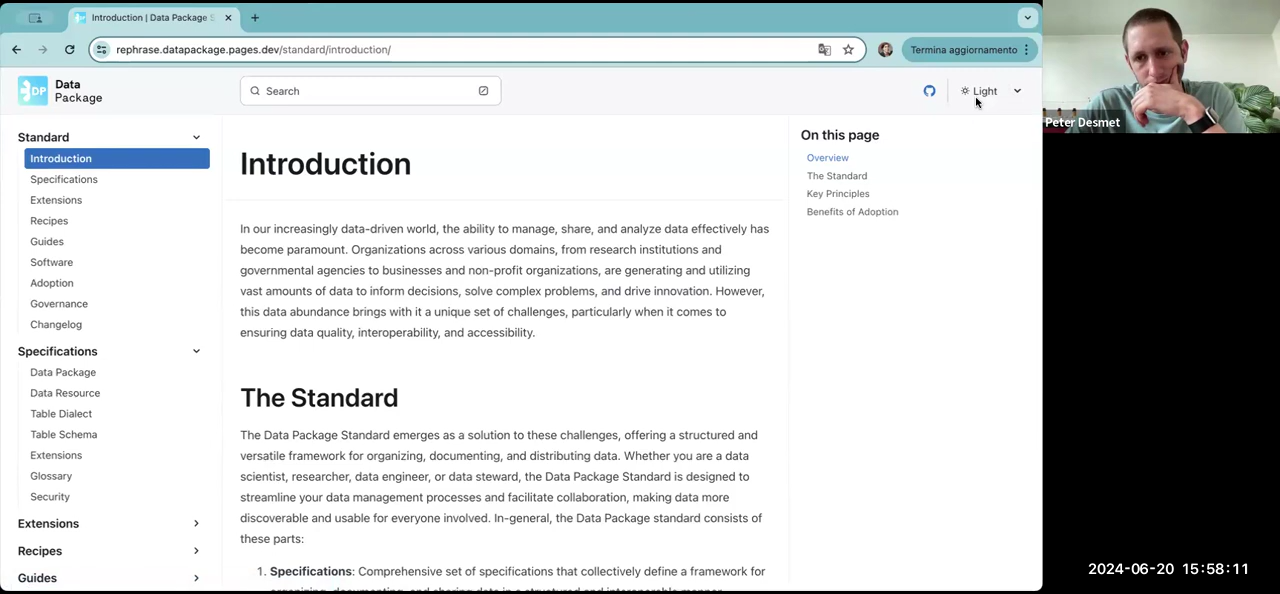 Introduction | Data Package S
rephrase.datapackage.pages.dev/standard/introduction/
Termina aggiornamento
DP
Data
Package
Search
Light
Standard
Introduction
Specifications
Extensions
Recipes
Guides
Software
Adoption
Governance
Changelog
Specifications
Data Package
Data Resource
Table Dialect
Table Schema
Extensions
Glossary
Security
Extensions
Recipes
Guides
Introduction
In our increasingly data-driven world, the ability to manage, share, and analyze data effectively has
become paramount. Organizations across various domains, from research institutions and
governmental agencies to businesses and non-profit organizations, are generating and utilizing
vast amounts of data to inform decisions, solve complex problems, and drive innovation. However,
this data abundance brings with it a unique set of challenges, particularly when it comes to
ensuring data quality, interoperability, and accessibility.
The Standard
The Data Package Standard emerges as a solution to these challenges, offering a structured and
versatile framework for organizing, documenting, and distributing data. Whether you are a data
scientist, researcher, data engineer, or data steward, the Data Package Standard is designed to
streamline your data management processes and facilitate collaboration, making data more
discoverable and usable for everyone involved. In-general, the Data Package standard consists of
these parts:
1. Specifications: Comprehensive set of specifications that collectively define a framework for
organizing, documenting, and sharing data in a structured and interoperable manner.
On this page
Overview
The Standard
Key Principles
Benefits of Adoption
Peter Desmet
2024-06-20 15:58:11